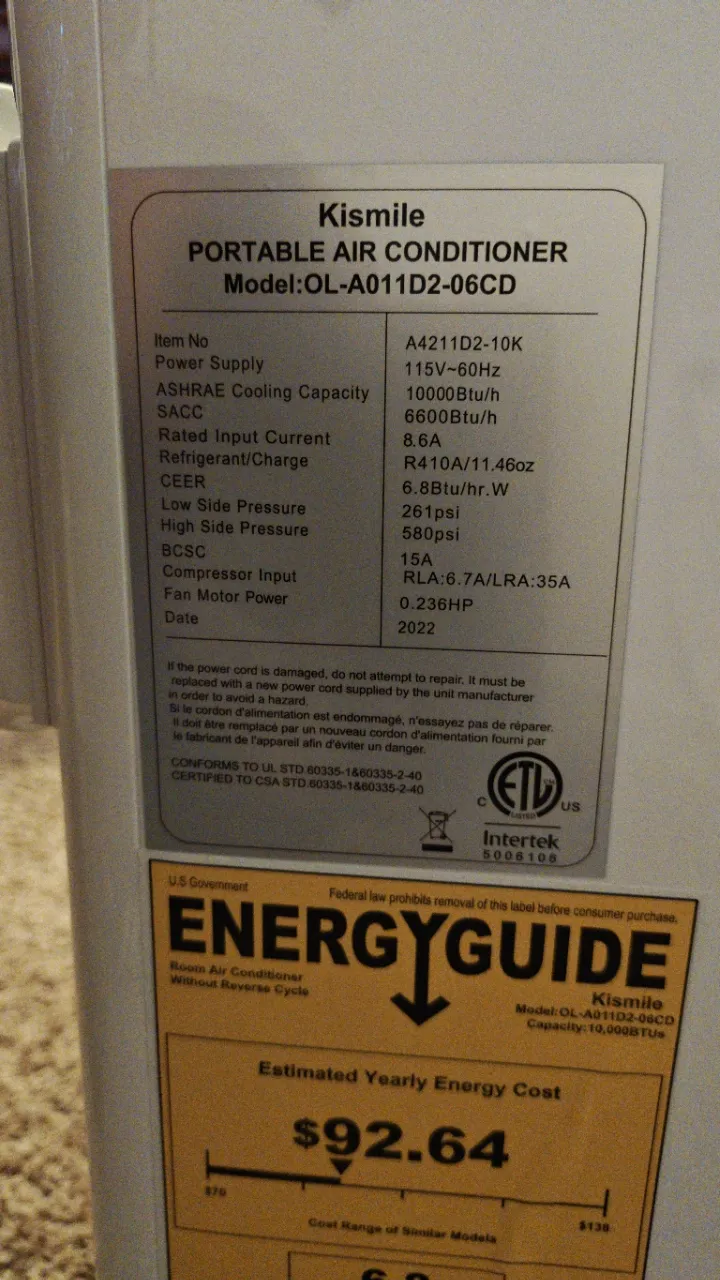 Kismile
PORTABLE AIR CONDITIONER
Model:OL-A011D2-06CD
Item No A4211D2-10K
Power Supply 115V~60Hz
ASHRAE Cooling Capacity 10000Btu/h
SACC 6600Btu/h
Rated Input Current 8.6A
Refrigerant/Charge R410A/11.46oz
CEER 6.8Btu/hr.W
Low Side Pressure 261psi
High Side Pressure 580psi
BCSC 15A
Compressor Input RLA:6.7A/LRA:35A
Fan Motor Power 0.236HP
Date 2022
If the power cord is damaged, do not attempt to repair. It must be
replaced with a new power cord supplied by the unit manufacturer
in order to avoid a hazard.
Si le cordon d'alimentation est endommagé, n'essayez pas de réparer.
Il doit être remplacé par un nouveau cordon d'alimentation fourni par
le fabricant de l'appareil afin d'éviter un danger.
CONFORMS TO UL STD.60335-1&60335-2-40
CERTIFIED TO CSA STD.60335-1&60335-2-40
C ETL US
LISTED
Intertek
5006106
U.S Government
Federal law prohibits removal of this label before consumer purchase.
ENERGYGUIDE
Room Air Conditioner
Without Reverse Cycle
Kismile
Model:OL-A011D2-06CD
Capacity:10,000BTUs
Estimated Yearly Energy Cost
$92.64
$70
$138
Cost Range of Similar Models